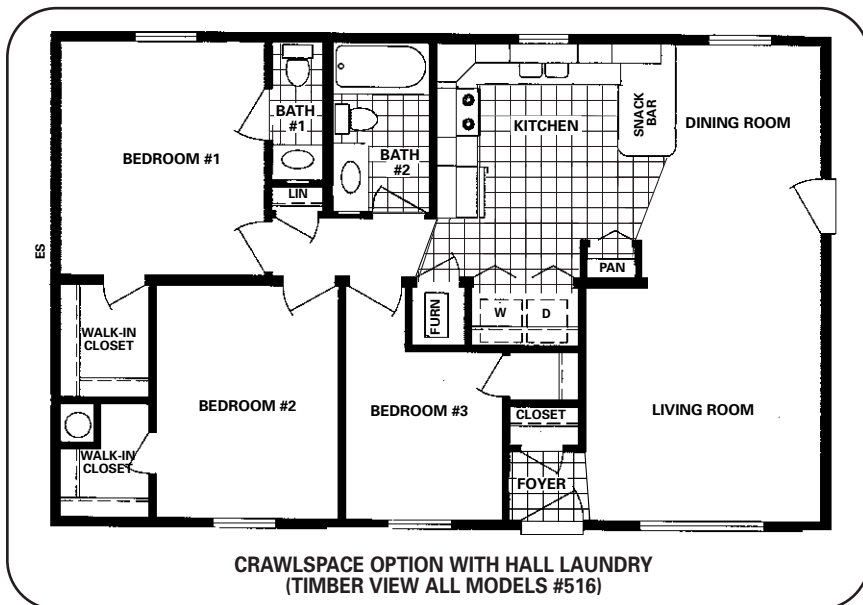 BATH
#1
KITCHEN
SNACK
BAR
DINING ROOM
BEDROOM #1
BATH
#2
LIN
ES
PAN
WALK-IN
CLOSET
FURN
W
D
BEDROOM #2
BEDROOM #3
CLOSET
LIVING ROOM
WALK-IN
CLOSET
FOYER
CRAWLSPACE OPTION WITH HALL LAUNDRY
(TIMBER VIEW ALL MODELS #516)